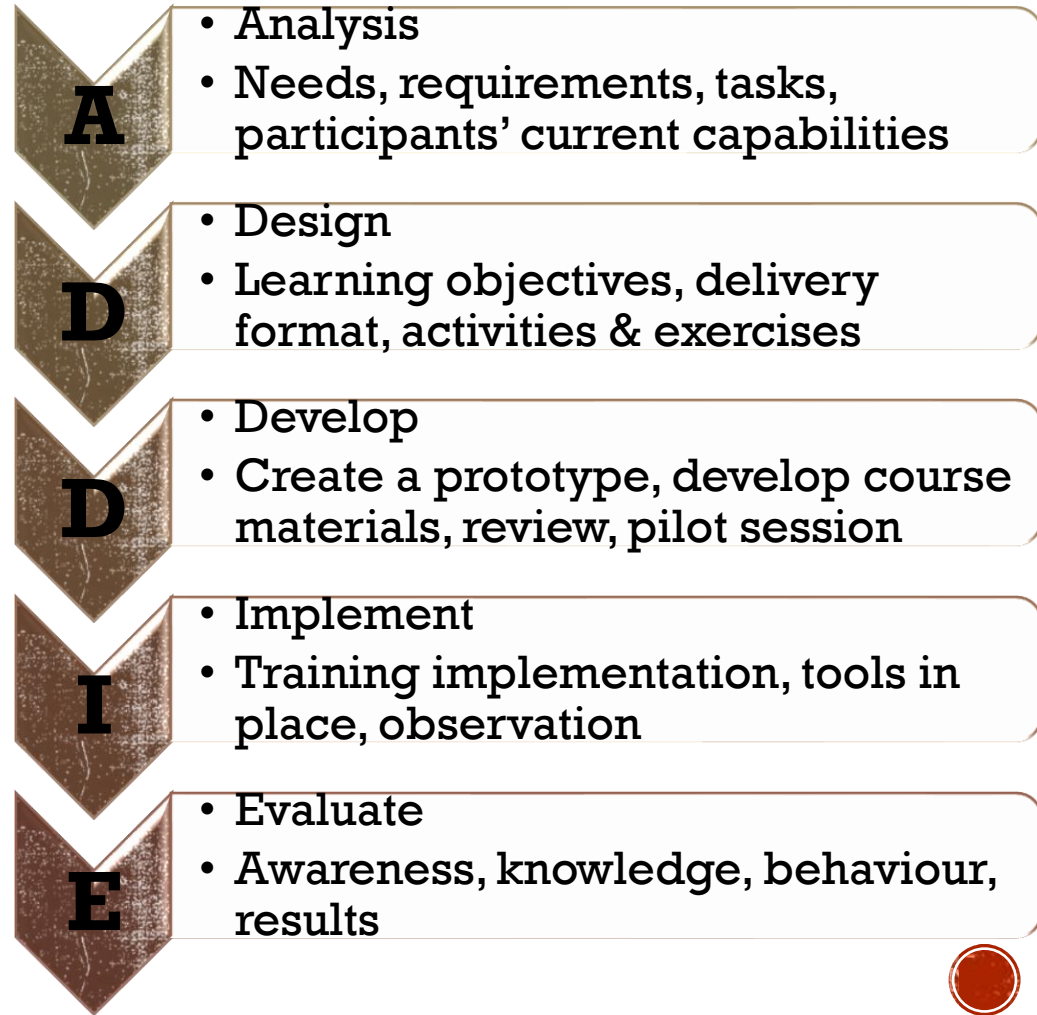 A
• Analysis
• Needs, requirements, tasks,
participants’ current capabilities
D
• Design
• Learning objectives, delivery
format, activities & exercises
D
• Develop
• Create a prototype, develop course
materials, review, pilot session
I
• Implement
• Training implementation, tools in
place, observation
E
• Evaluate
• Awareness, knowledge, behaviour,
results